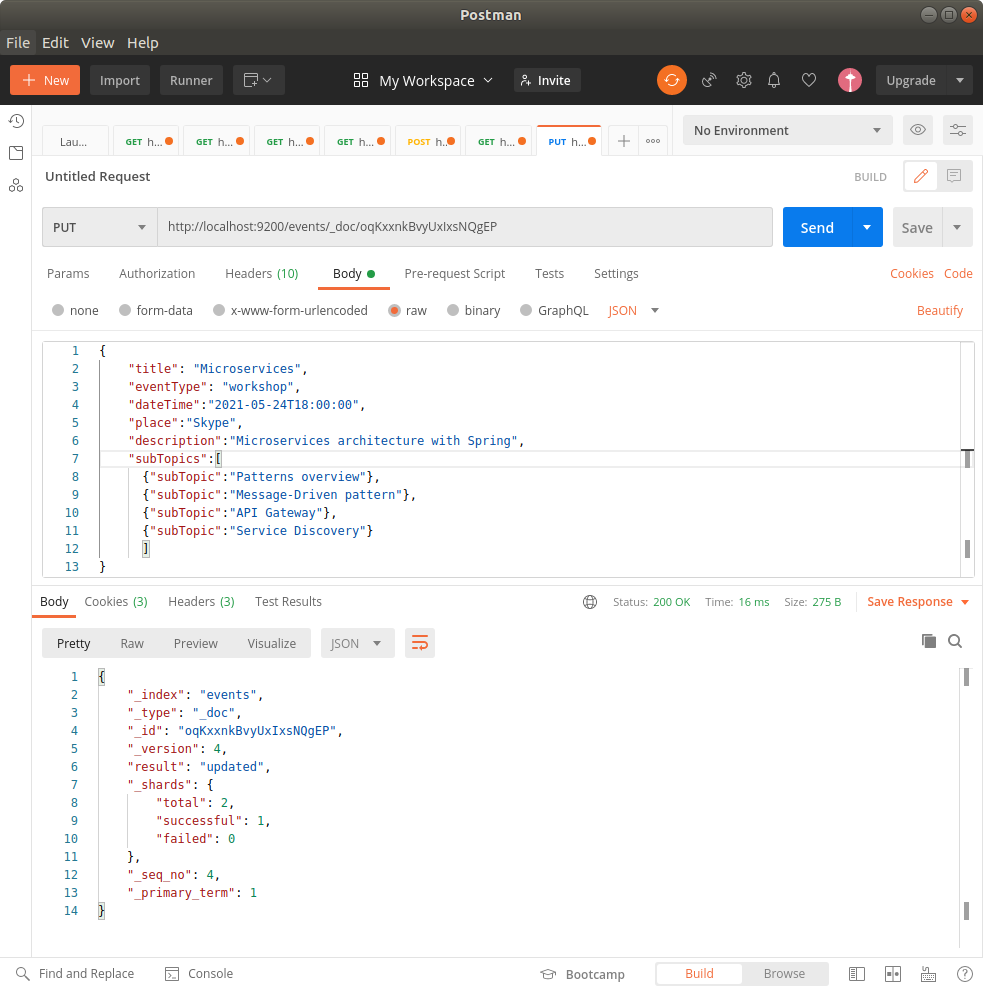 Postman
File Edit View Help
New Import Runner My Workspace Invite Upgrade
Lau... GET h... GET h... GET h... GET h... POST h... GET h... PUT h... No Environment
Untitled Request BUILD
PUT http://localhost:9200/events/_doc/oqKxxnkBvyUxIxsNQgEP Send Save
Params Authorization Headers (10) Body Pre-request Script Tests Settings Cookies Code
none form-data x-www-form-urlencoded raw binary GraphQL JSON Beautify
1 {
2 "title": "Microservices",
3 "eventType": "workshop",
4 "dateTime":"2021-05-24T18:00:00",
5 "place":"Skype",
6 "description":"Microservices architecture with Spring",
7 "subTopics":[
8 {"subTopic":"Patterns overview"},
9 {"subTopic":"Message-Driven pattern"},
10 {"subTopic":"API Gateway"},
11 {"subTopic":"Service Discovery"}
12 ]
13 }
Body Cookies (3) Headers (3) Test Results Status: 200 OK Time: 16 ms Size: 275 B Save Response
Pretty Raw Preview Visualize JSON
1 {
2 "_index": "events",
3 "_type": "_doc",
4 "_id": "oqKxxnkBvyUxIxsNQgEP",
5 "_version": 4,
6 "result": "updated",
7 "_shards": {
8 "total": 2,
9 "successful": 1,
10 "failed": 0
11 },
12 "_seq_no": 4,
13 "_primary_term": 1
14 }
Find and Replace Console Bootcamp Build Browse